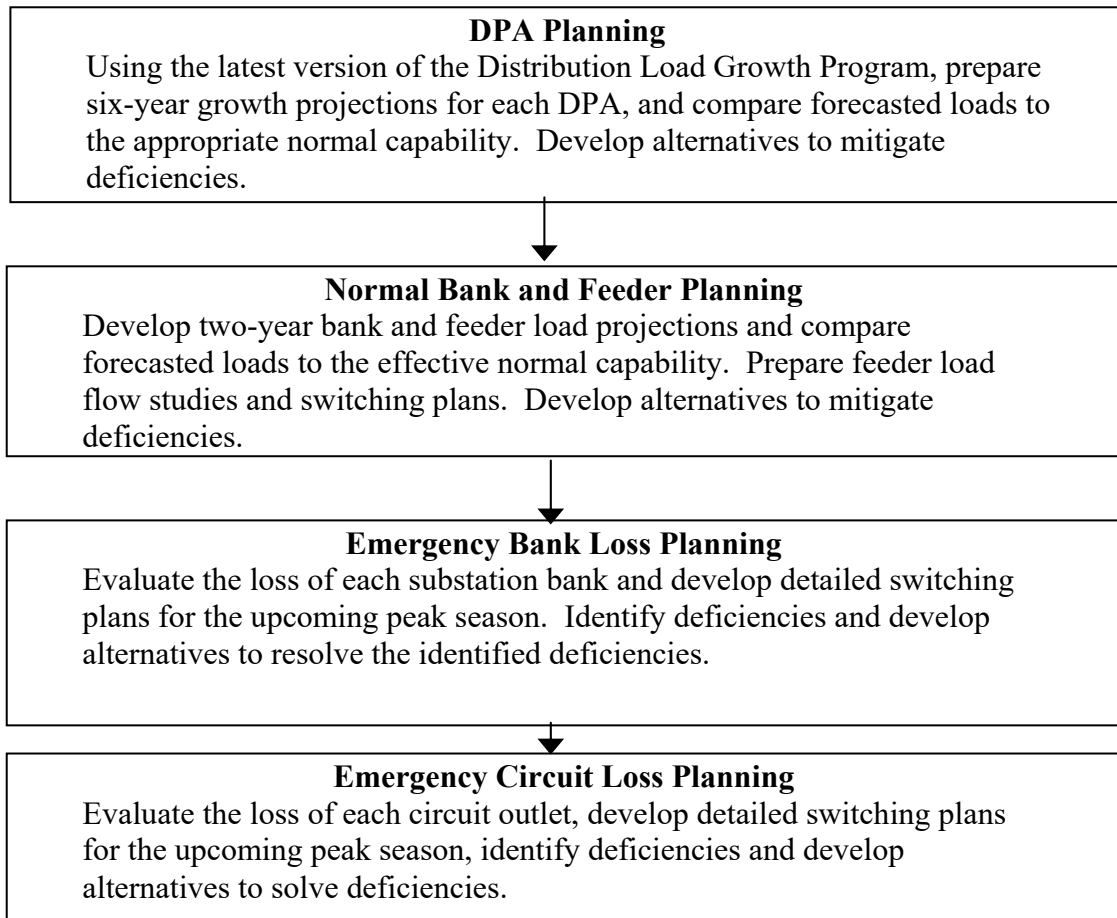 DPA Planning
Using the latest version of the Distribution Load Growth Program, prepare
six-year growth projections for each DPA, and compare forecasted loads to
the appropriate normal capability.  Develop alternatives to mitigate
deficiencies.
Normal Bank and Feeder Planning
Develop two-year bank and feeder load projections and compare
forecasted loads to the effective normal capability.  Prepare feeder load
flow studies and switching plans.  Develop alternatives to mitigate
deficiencies.
Emergency Bank Loss Planning
Evaluate the loss of each substation bank and develop detailed switching
plans for the upcoming peak season.  Identify deficiencies and develop
alternatives to resolve the identified deficiencies.
Emergency Circuit Loss Planning
Evaluate the loss of each circuit outlet, develop detailed switching plans
for the upcoming peak season, identify deficiencies and develop
alternatives to solve deficiencies.